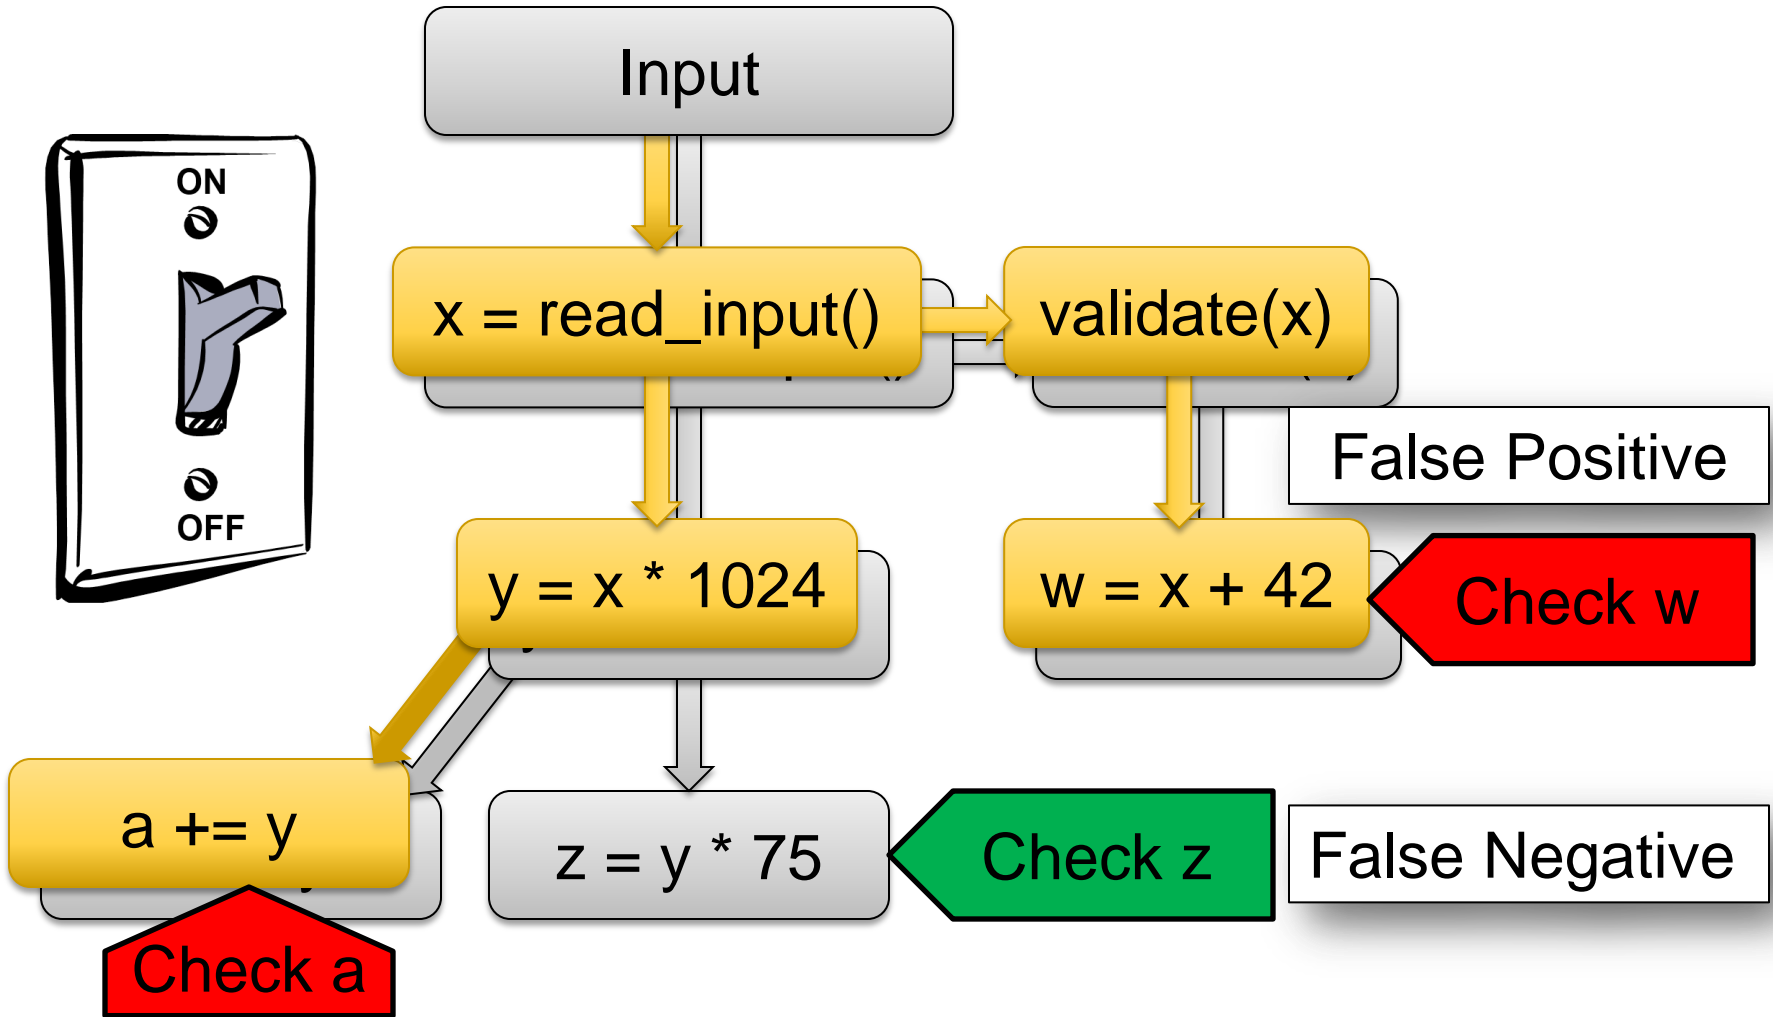 Input
ON
OFF
x = read_input()
validate(x)
False Positive
y = x * 1024
w = x + 42
Check w
a += y
z = y * 75
Check z
False Negative
Check a